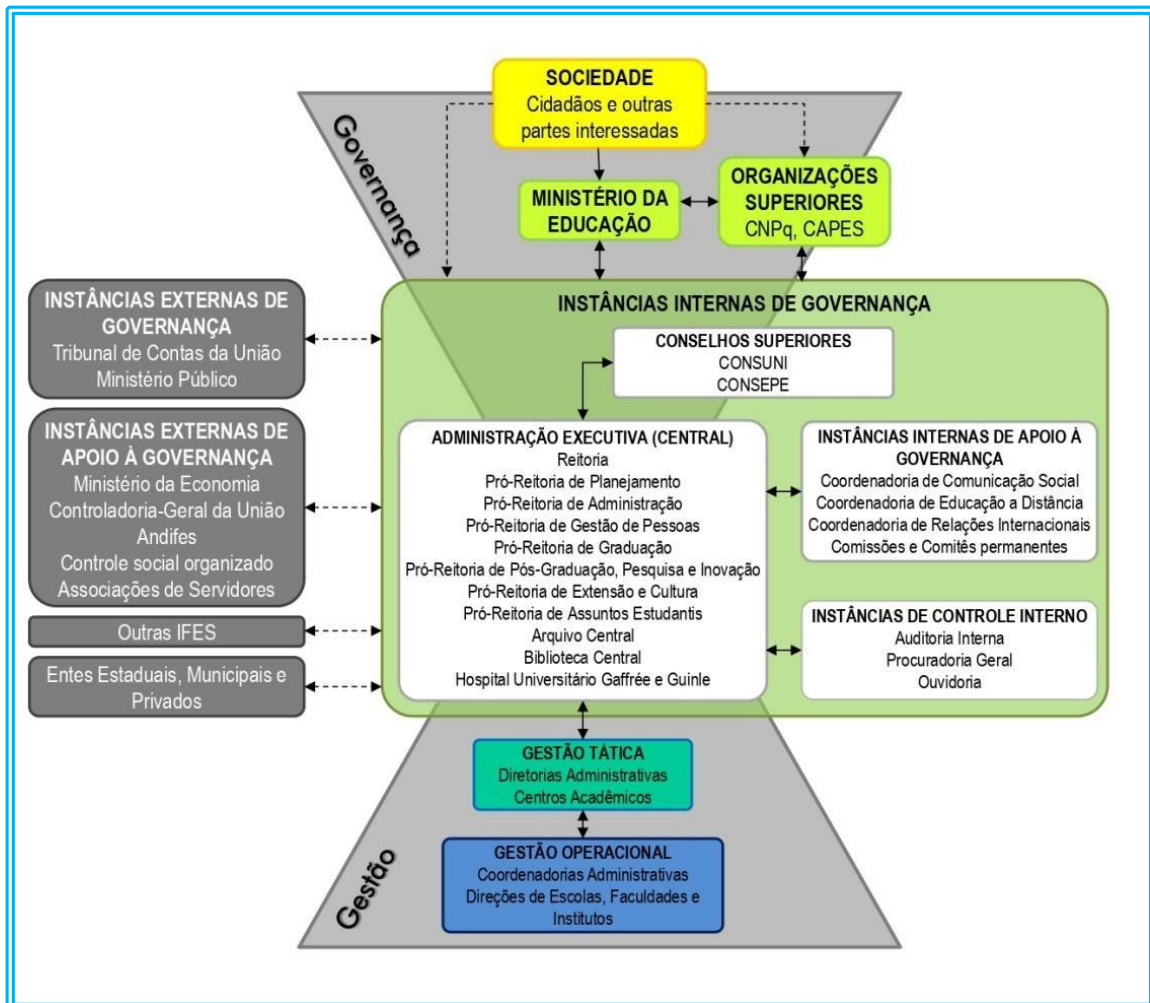 SOCIEDADE
Cidadãos e outras
partes interessadas
Governança
MINISTÉRIO DA
EDUCAÇÃO
ORGANIZAÇÕES
SUPERIORES
CNPq, CAPES
INSTÂNCIAS EXTERNAS DE
GOVERNANÇA
Tribunal de Contas da União
Ministério Público
INSTÂNCIAS EXTERNAS DE
APOIO À GOVERNANÇA
Ministério da Economia
Controladoria-Geral da União
Andifes
Controle social organizado
Associações de Servidores
Outras IFES
Entes Estaduais, Municipais e
Privados
INSTÂNCIAS INTERNAS DE GOVERNANÇA
CONSELHOS SUPERIORES
CONSUNI
CONSEPE
ADMINISTRAÇÃO EXECUTIVA (CENTRAL)
Reitoria
Pró-Reitoria de Planejamento
Pró-Reitoria de Administração
Pró-Reitoria de Gestão de Pessoas
Pró-Reitoria de Graduação
Pró-Reitoria de Pós-Graduação, Pesquisa e Inovação
Pró-Reitoria de Extensão e Cultura
Pró-Reitoria de Assuntos Estudantis
Arquivo Central
Biblioteca Central
Hospital Universitário Gaffrée e Guinle
INSTÂNCIAS INTERNAS DE APOIO À
GOVERNANÇA
Coordenadoria de Comunicação Social
Coordenadoria de Educação a Distância
Coordenadoria de Relações Internacionais
Comissões e Comitês permanentes
INSTÂNCIAS DE CONTROLE INTERNO
Auditoria Interna
Procuradoria Geral
Ouvidoria
GESTÃO TÁTICA
Diretorias Administrativas
Centros Acadêmicos
GESTÃO OPERACIONAL
Coordenadorias Administrativas
Direções de Escolas, Faculdades e
Institutos
Gestão